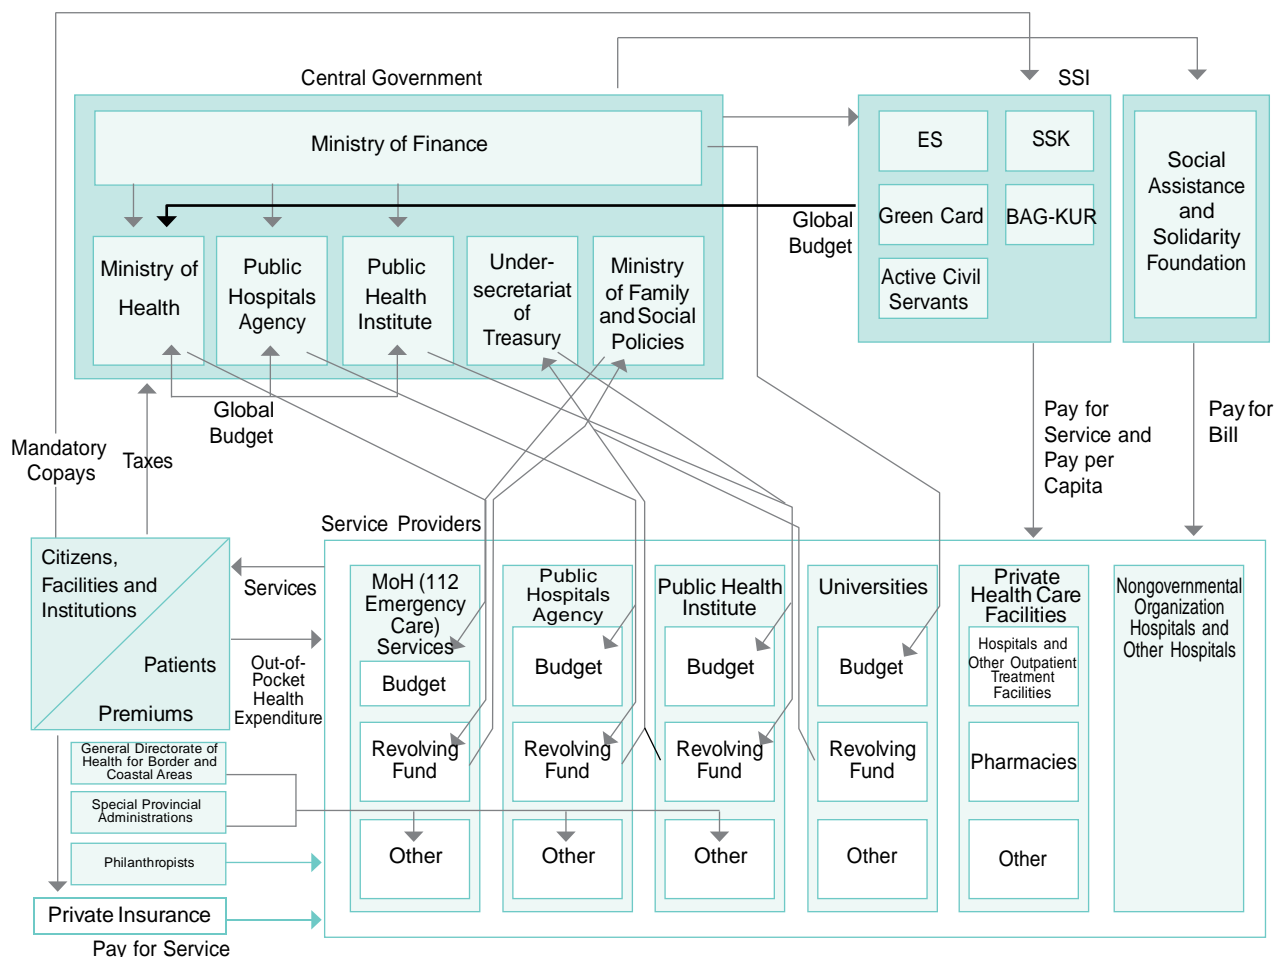 Central Government
SSI
Ministry of Finance
ES
SSK
Green Card
BAG-KUR
Active Civil
Servants
Social
Assistance
and
Solidarity
Foundation
Global
Budget
Ministry of
Health
Public
Hospitals
Agency
Public
Health
Institute
Under-
secretariat
of
Treasury
Ministry
of Family
and Social
Policies
Global
Budget
Mandatory
Copays
Taxes
Pay for
Service and
Pay per
Capita
Pay for
Bill
Service Providers
Citizens,
Facilities and
Institutions
Patients
Premiums
Services
Out-of-
Pocket
Health
Expenditure
MoH (112
Emergency
Care)
Services
Budget
Revolving
Fund
Other
Public
Hospitals
Agency
Budget
Revolving
Fund
Other
Public Health
Institute
Budget
Revolving
Fund
Other
Universities
Budget
Revolving
Fund
Other
Private
Health Care
Facilities
Hospitals and
Other Outpatient
Treatment
Facilities
Pharmacies
Other
Nongovernmental
Organization
Hospitals and
Other Hospitals
General Directorate of
Health for Border and
Coastal Areas
Special Provincial
Administrations
Philanthropists
Private Insurance
Pay for Service